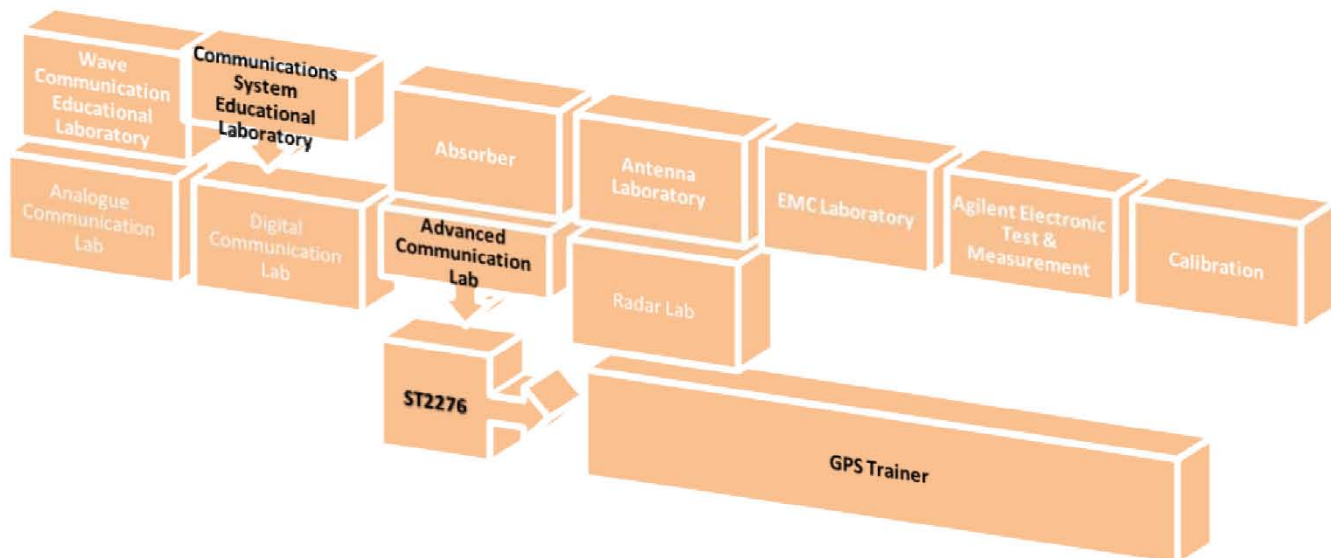 Wave
Communication
Educational
Laboratory
Communications
System
Educational
Laboratory
Absorber
Antenna
Laboratory
EMC Laboratory
Agilent Electronic
Test &
Measurement
Calibration
Analogue
Communication
Lab
Digital
Communication
Lab
Advanced
Communication
Lab
Radar Lab
ST2276
GPS Trainer